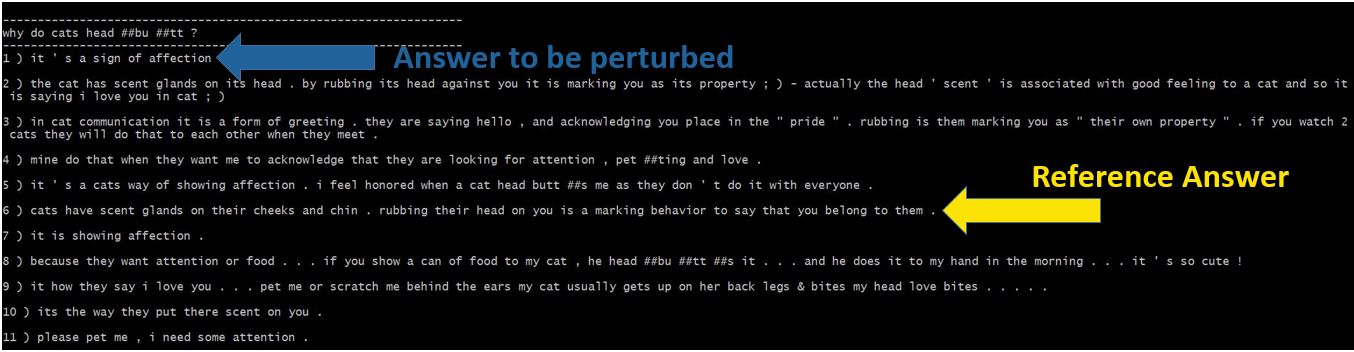 -----------------------------------------------------------------
why do cats head ##bu ##tt ?
-----------------------------------------------------------------
1 ) it ' s a sign of affection
Answer to be perturbed
2 ) the cat has scent glands on its head . by rubbing its head against you it is marking you as its property ; ) - actually the head ' scent ' is associated with good feeling to a cat and so it
is saying i love you in cat ; )
3 ) in cat communication it is a form of greeting . they are saying hello , and acknowledging you place in the " pride " . rubbing is them marking you as " their own property " . if you watch 2
cats they will do that to each other when they meet .
4 ) mine do that when they want me to acknowledge that they are looking for attention , pet ##ting and love .
5 ) it ' s a cats way of showing affection . i feel honored when a cat head butt ##s me as they don ' t do it with everyone .
Reference Answer
6 ) cats have scent glands on their cheeks and chin . rubbing their head on you is a marking behavior to say that you belong to them .
7 ) it is showing affection .
8 ) because they want attention or food . . . if you show a can of food to my cat , he head ##bu ##tt ##s it . . . and he does it to my hand in the morning . . . it ' s so cute !
9 ) it how they say i love you . . . pet me or scratch me behind the ears my cat usually gets up on her back legs & bites my head love bites . . . . .
10 ) its the way they put there scent on you .
11 ) please pet me , i need some attention .